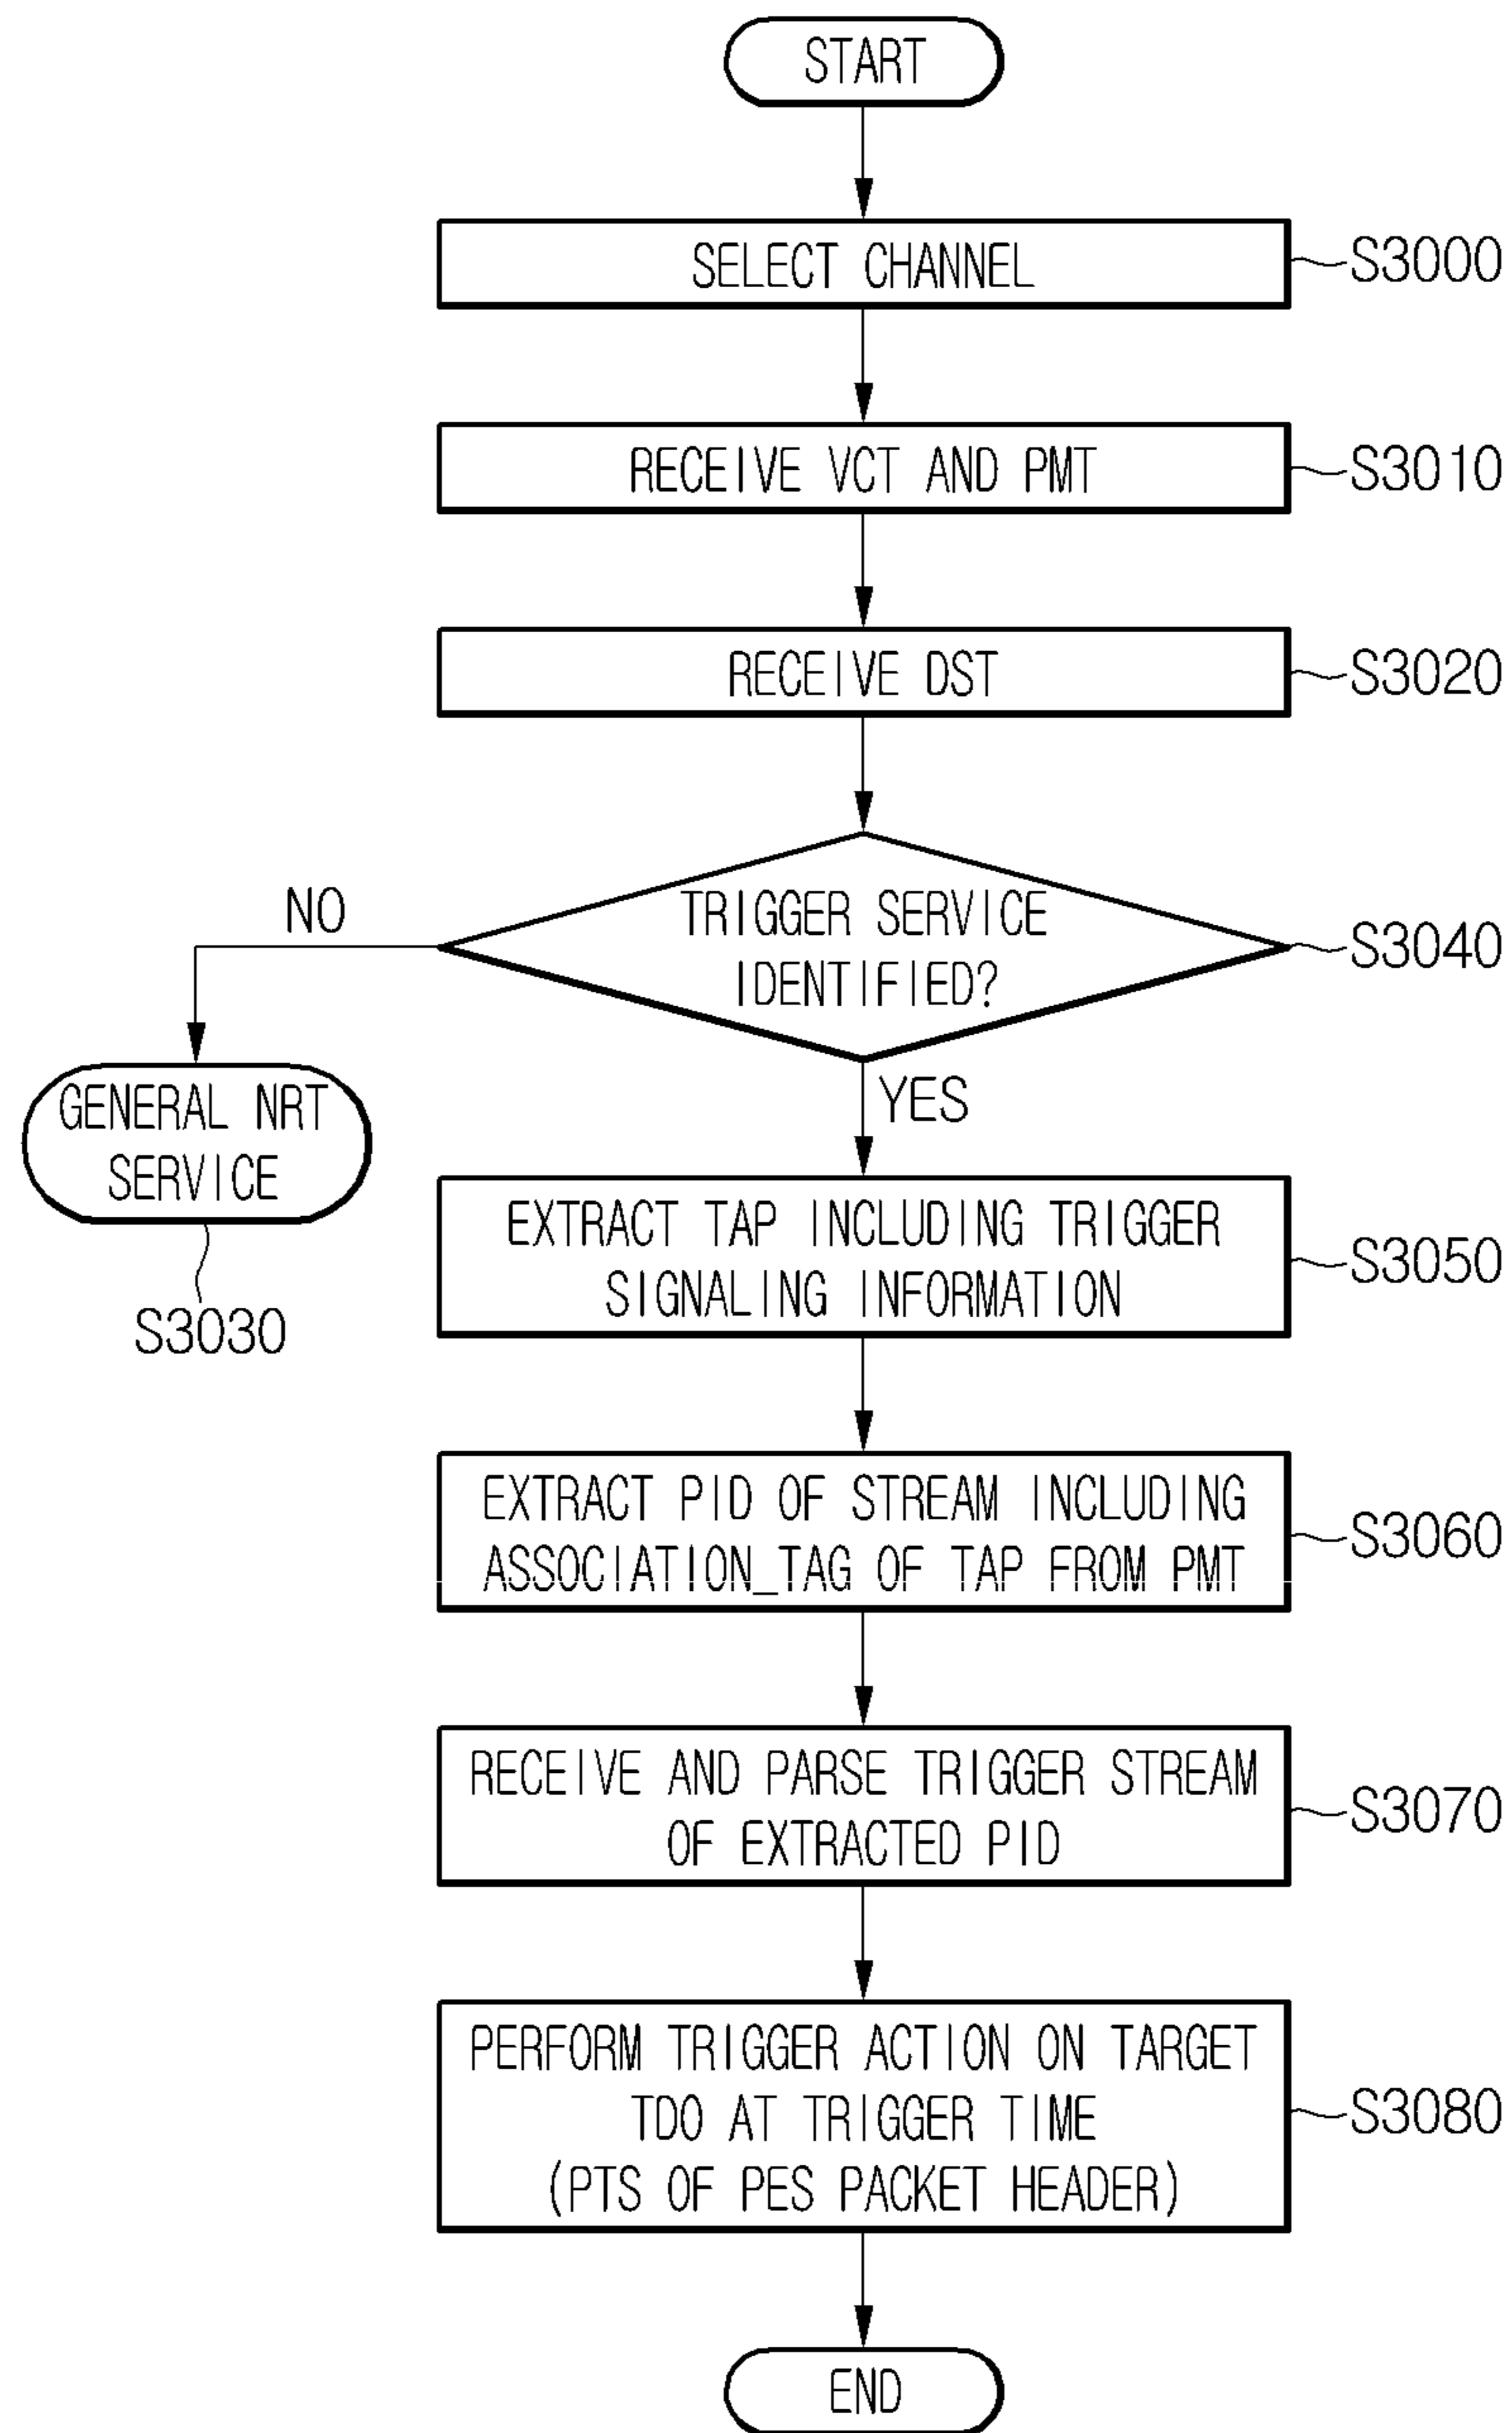 START
SELECT CHANNEL
S3000
RECEIVE VCT AND PMT
S3010
RECEIVE DST
S3020
TRIGGER SERVICE
IDENTIFIED?
S3040
NO
GENERAL NRT
SERVICE
S3030
YES
EXTRACT TAP INCLUDING TRIGGER
SIGNALING INFORMATION
S3050
EXTRACT PID OF STREAM INCLUDING
ASSOCIATION_TAG OF TAP FROM PMT
S3060
RECEIVE AND PARSE TRIGGER STREAM
OF EXTRACTED PID
S3070
PERFORM TRIGGER ACTION ON TARGET
TDO AT TRIGGER TIME
(PTS OF PES PACKET HEADER)
S3080
END